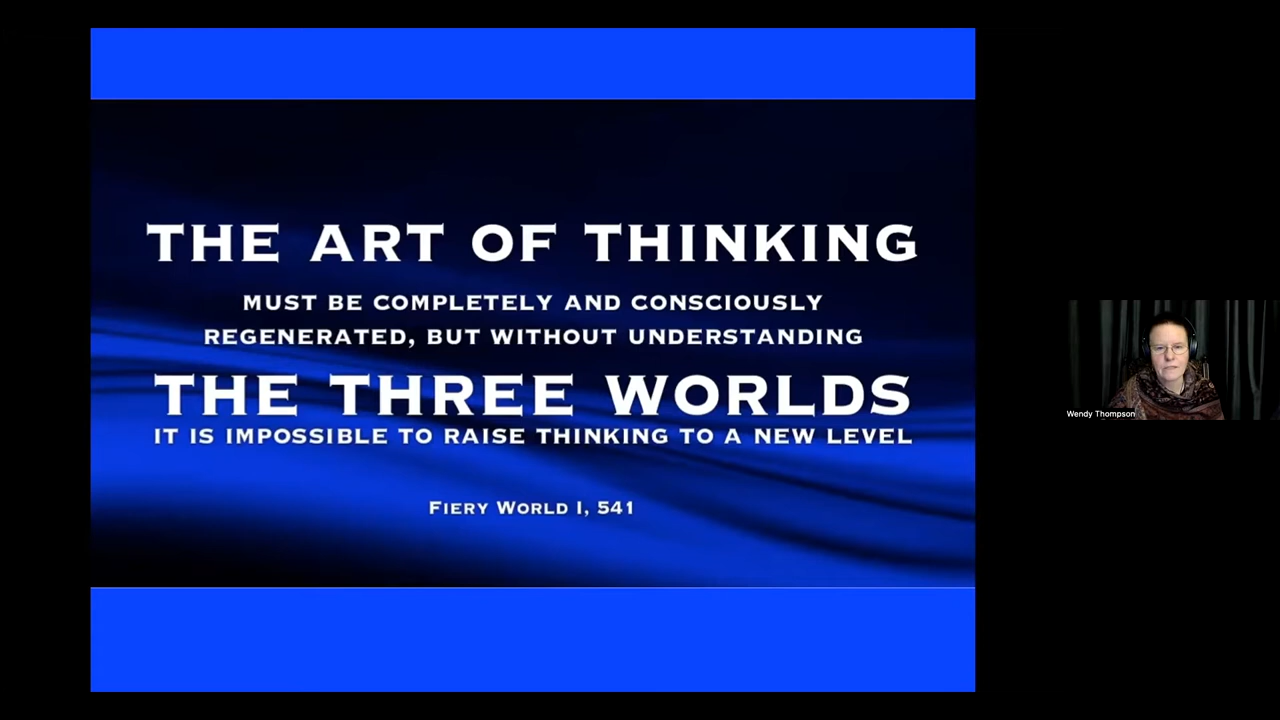 THE ART OF THINKING
MUST BE COMPLETELY AND CONSCIOUSLY
REGENERATED, BUT WITHOUT UNDERSTANDING
THE THREE WORLDS
IT IS IMPOSSIBLE TO RAISE THINKING TO A NEW LEVEL
FIERY WORLD I, 541
Wendy Thompson